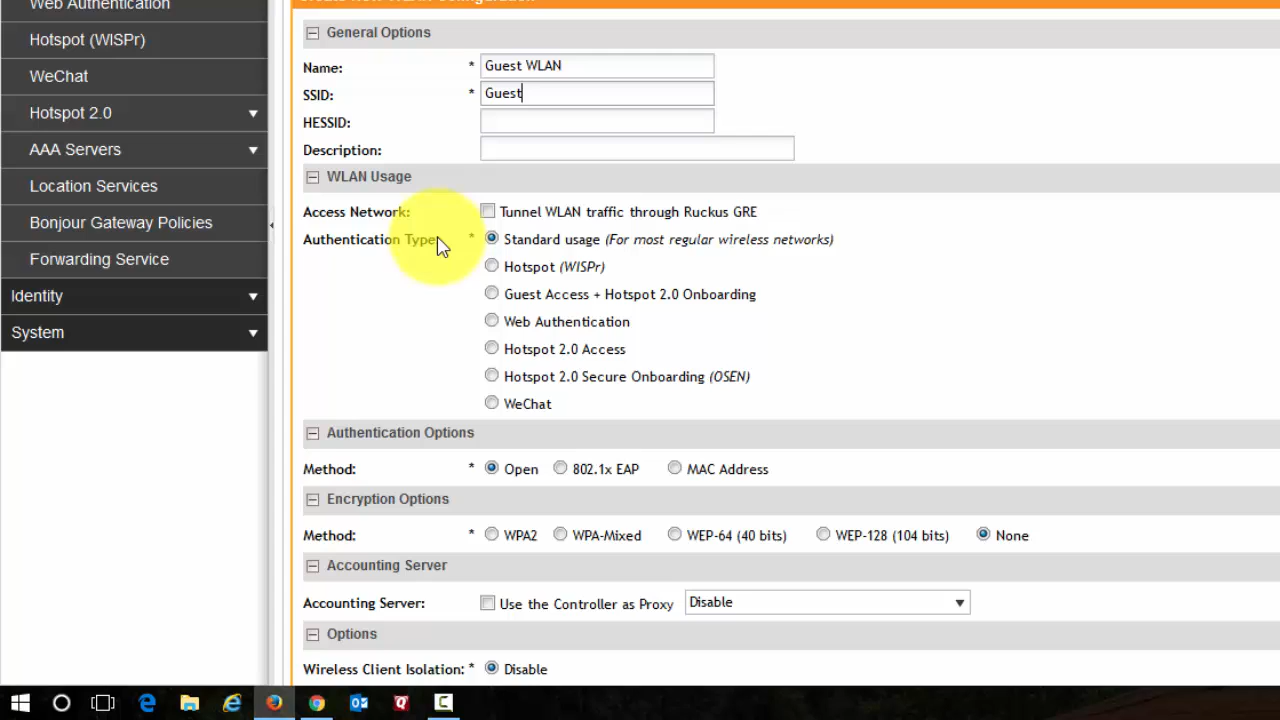 Web Authentication
Hotspot (WISPr)
WeChat
Hotspot 2.0
AAA Servers
Location Services
Bonjour Gateway Policies
Forwarding Service
Identity
System
General Options
Name: * Guest WLAN
SSID: * Guest
HESSID:
Description:
WLAN Usage
Access Network: Tunnel WLAN traffic through Ruckus GRE
Authentication Type: * Standard usage (For most regular wireless networks)
Hotspot (WISPr)
Guest Access + Hotspot 2.0 Onboarding
Web Authentication
Hotspot 2.0 Access
Hotspot 2.0 Secure Onboarding (OSEN)
WeChat
Authentication Options
Method: * Open 802.1x EAP MAC Address
Encryption Options
Method: * WPA2 WPA-Mixed WEP-64 (40 bits) WEP-128 (104 bits) None
Accounting Server
Accounting Server: Use the Controller as Proxy Disable
Options
Wireless Client Isolation: * Disable